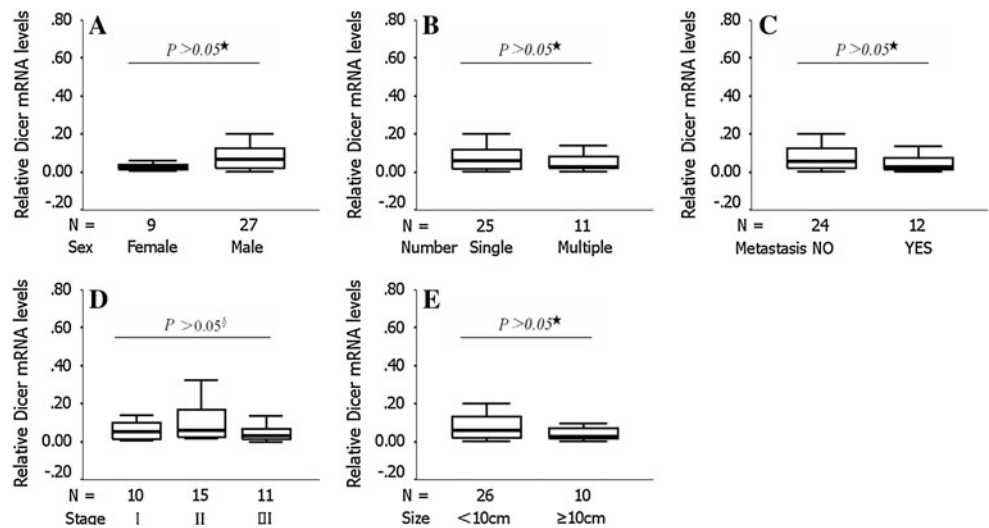 A
Relative Dicer mRNA levels
.80
.60
.40
.20
0.00
-.20
P >0.05★
N = 9 27
Sex Female Male
B
Relative Dicer mRNA levels
.80
.60
.40
.20
0.00
-.20
P >0.05★
N = 25 11
Number Single Multiple
C
Relative Dicer mRNA levels
.80
.60
.40
.20
0.00
-.20
P >0.05★
N = 24 12
Metastasis NO YES
D
Relative Dicer mRNA levels
.80
.60
.40
.20
0.00
-.20
P >0.05§
N = 10 15 11
Stage I II III
E
Relative Dicer mRNA levels
.80
.60
.40
.20
0.00
-.20
P >0.05★
N = 26 10
Size <10cm ≥10cm